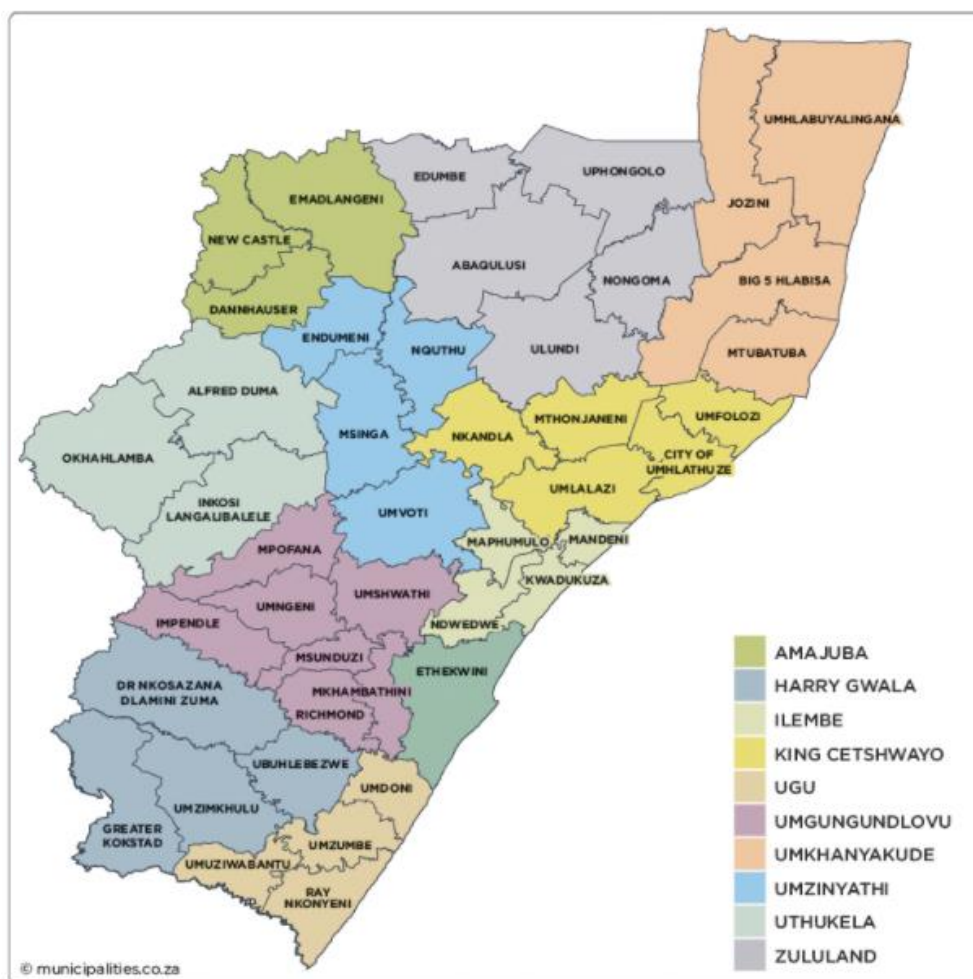 UMHLABUYALINGANA
EDUMBE
UPHONGOLO
EMADLANGENI
JOZINI
NEW CASTLE
ABAQULUSI
NONGOMA
BIG 5 HLABISA
DANNHAUSER
ENDUMENI
NQUTHU
ULUNDI
MTUBATUBA
ALFRED DUMA
MTHONJANENI
UMFOLOZI
MSINGA
NKANDLA
OKHAHLAMBA
CITY OF
UMHLATHUZE
UMLALAZI
INKOSI
LANGALIBALELE
UMVOTI
MAPHUMULO
MANDENI
MPOFANA
KWADUKUZA
UMSHWATHI
UMNGENI
IMPENDLE
NDWEDWE
MSUNDUZI
ETHEKWINI
DR NKOSAZANA
DLAMINI ZUMA
MKHAMBATHINI
RICHMOND
UBUHLEBEZWE
UMDONI
UMZIMKHULU
GREATER
KOKSTAD
UMZUMBE
UMUZIWABANTU
RAY
NKONYENI
AMAJUBA
HARRY GWALA
ILEMBE
KING CETSHWAYO
UGU
UMGUNGUNDLOVU
UMKHANYAKUDE
UMZINYATHI
UTHUKELA
ZULULAND
© municipalities.co.za